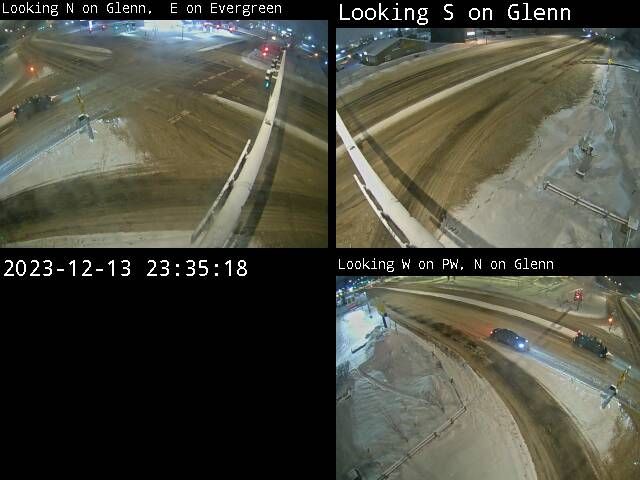 Looking N on Glenn, E on Evergreen
Looking S on Glenn
2023-12-13 23:35:18
Looking W on PW, N on Glenn